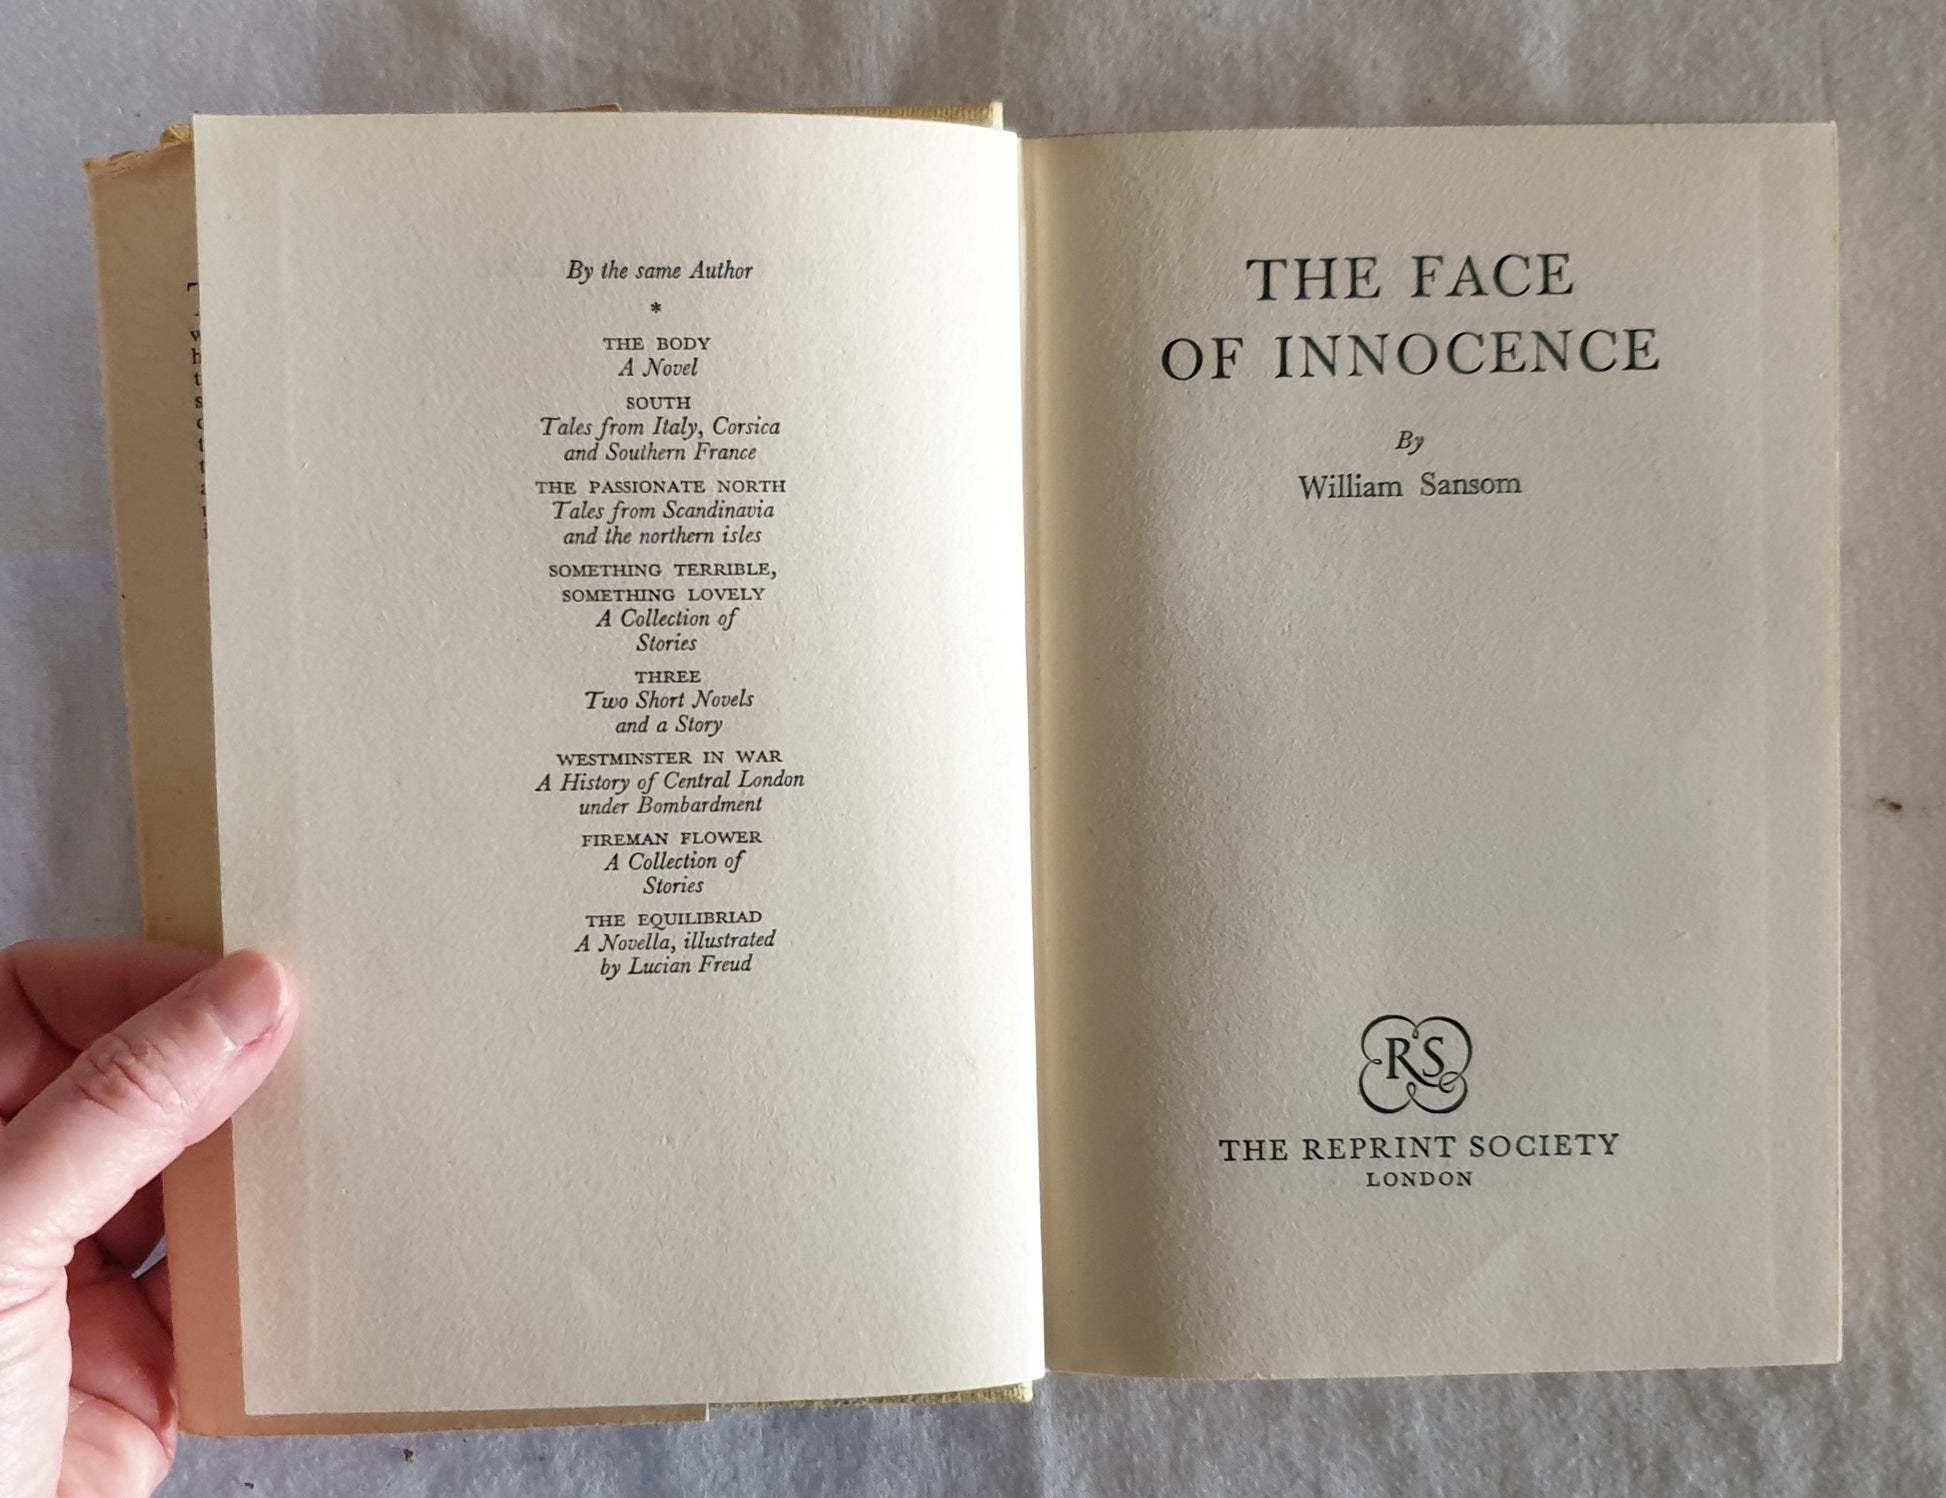 By the same Author
*
THE BODY
A Novel
SOUTH
Tales from Italy, Corsica
and Southern France
THE PASSIONATE NORTH
Tales from Scandinavia
and the northern isles
SOMETHING TERRIBLE,
SOMETHING LOVELY
A Collection of
Stories
THREE
Two Short Novels
and a Story
WESTMINSTER IN WAR
A History of Central London
under Bombardment
FIREMAN FLOWER
A Collection of
Stories
THE EQUILIBRIAD
A Novella, illustrated
by Lucian Freud
THE FACE
OF INNOCENCE
By
William Sansom
RS
THE REPRINT SOCIETY
LONDON